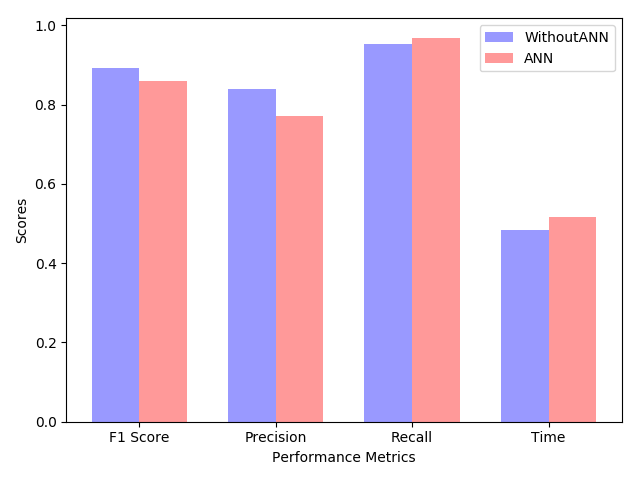 1.0
0.8
0.6
0.4
0.2
0.0
Scores
WithoutANN
ANN
F1 Score
Precision
Recall
Time
Performance Metrics